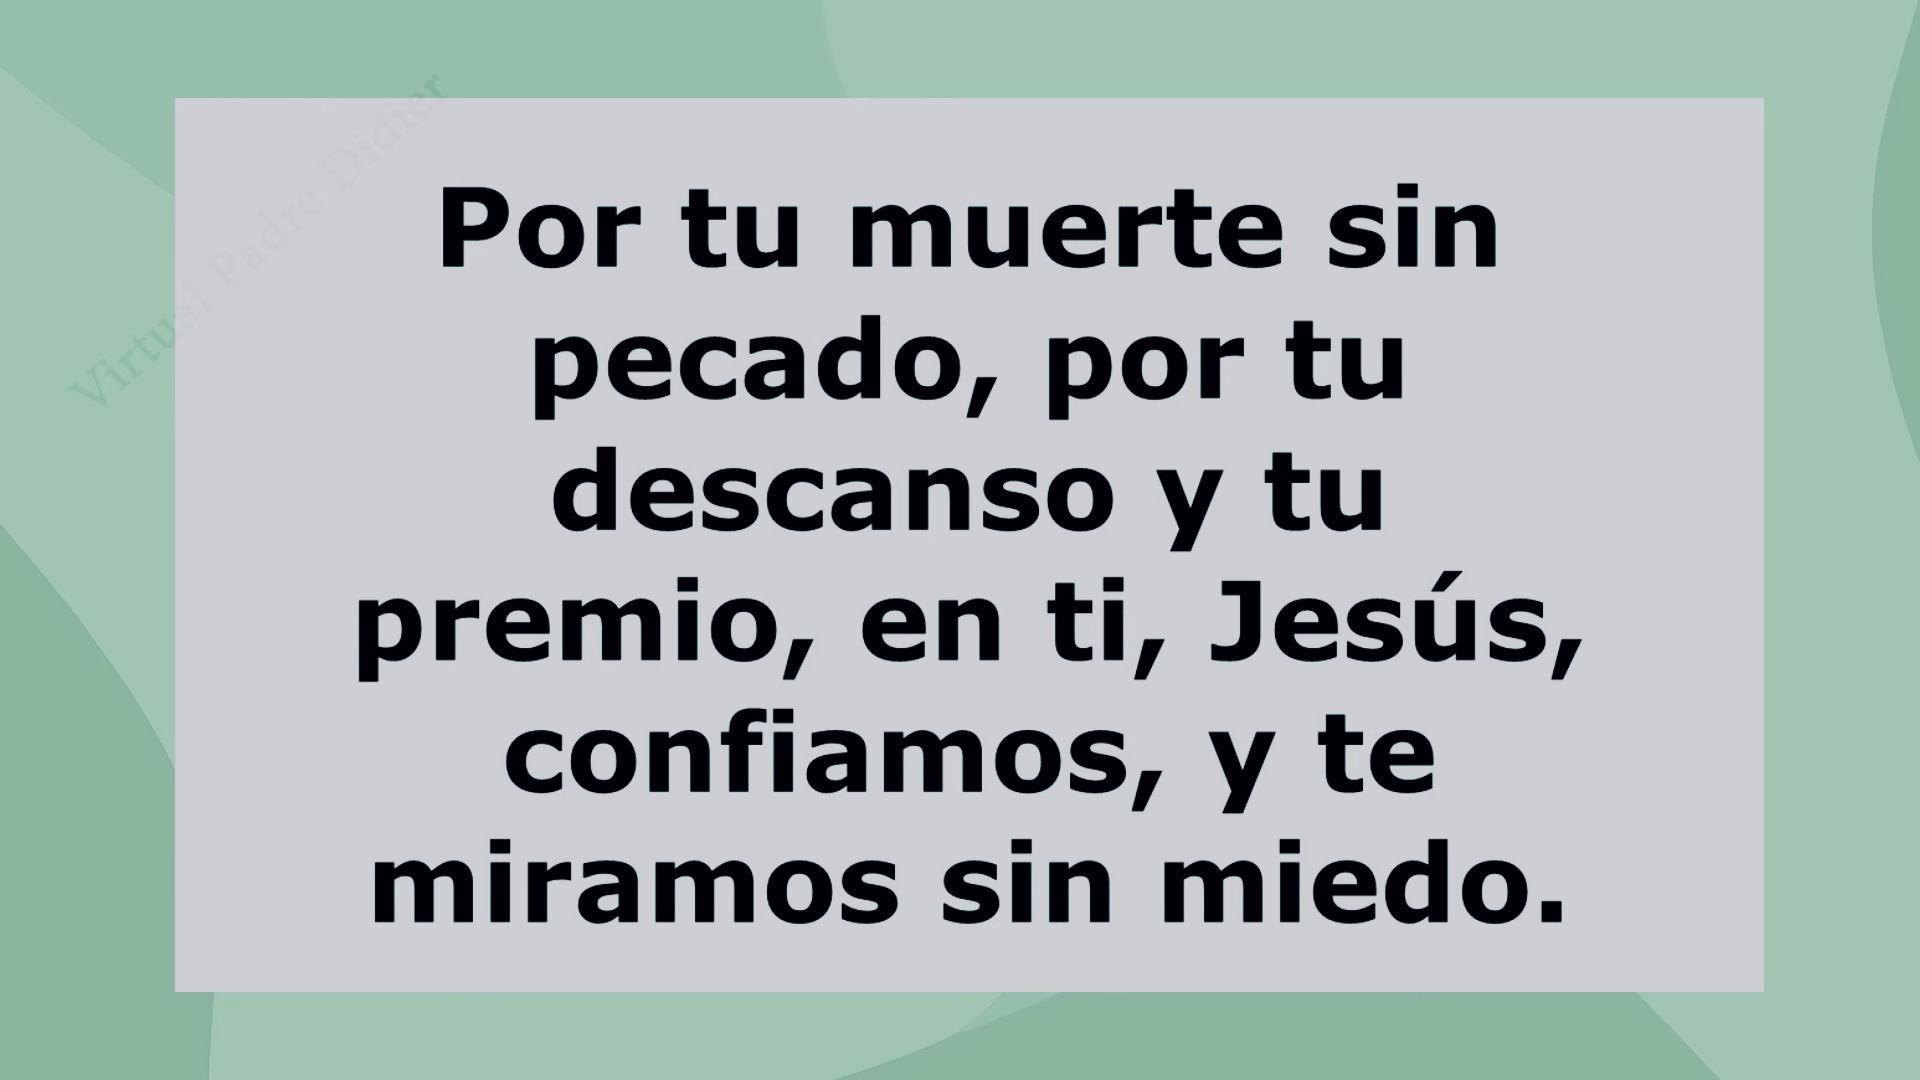 Virtual Padre Didier
Por tu muerte sin
pecado, por tu
descanso y tu
premio, en ti, Jesús,
confiamos, y te
miramos sin miedo.